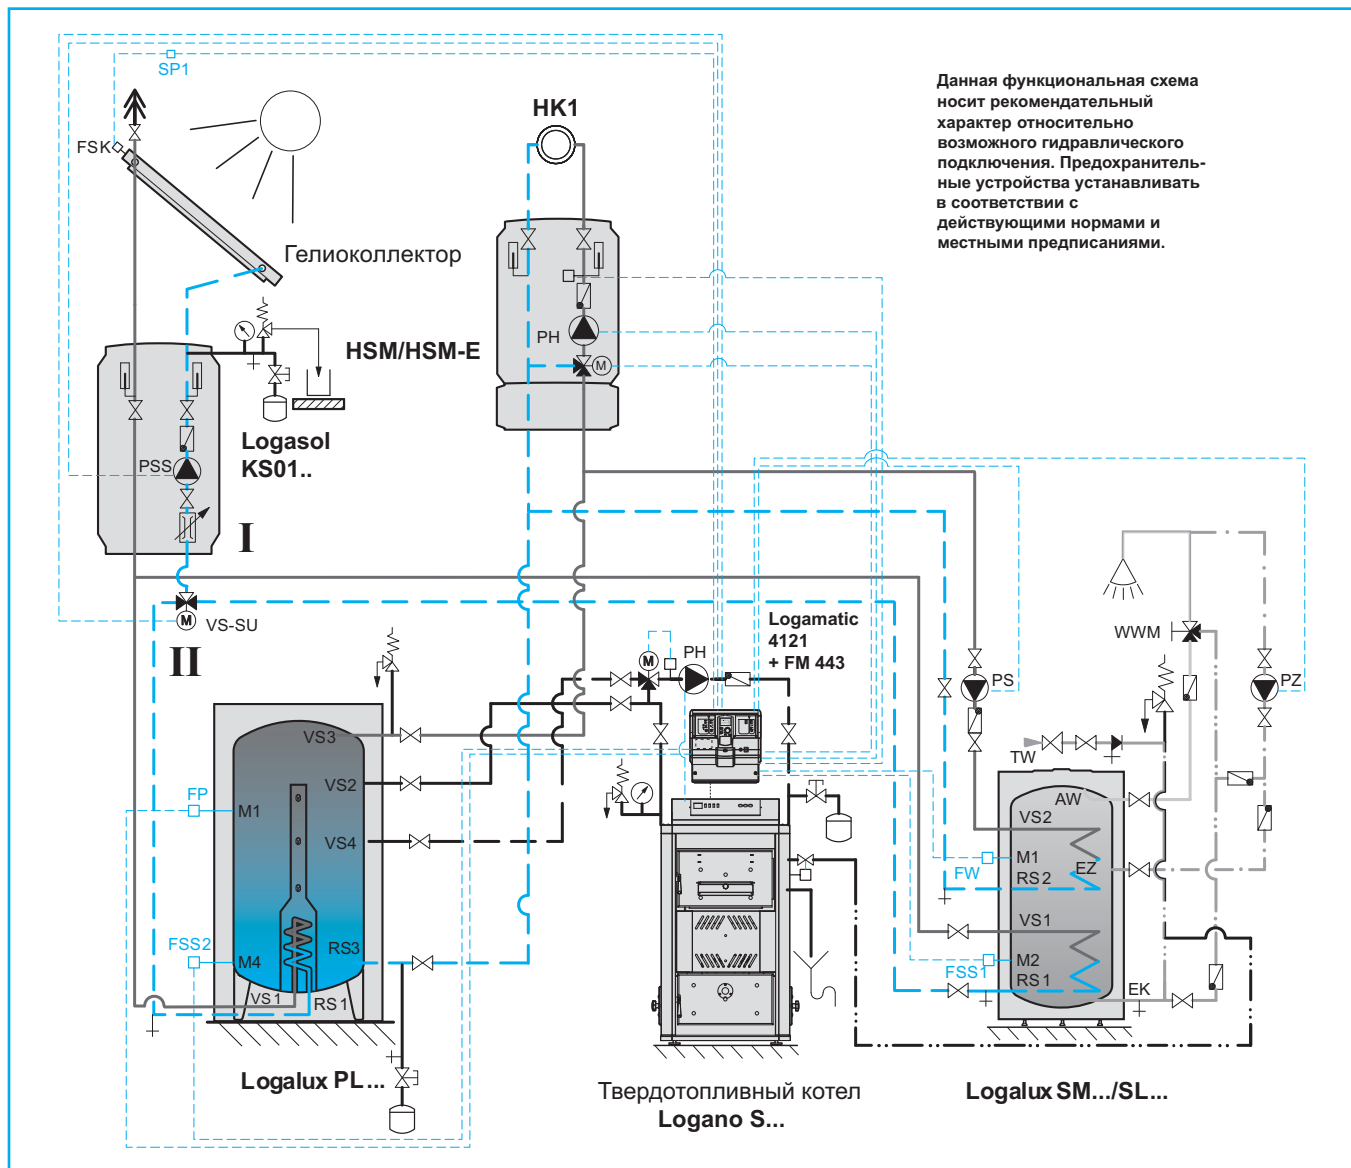 SP1
Данная функциональная схема
носит рекомендательный
характер относительно
возможного гидравлического
подключения. Предохранитель-
ные устройства устанавливать
в соответствии с
действующими нормами и
местными предписаниями.
HK1
FSK
Гелиоколлектор
HSM/HSM-E
PH
M
Logasol
KS01..
PSS
I
M
VS-SU
II
Logamatic
4121
+ FM 443
M
PH
WWM
PS
PZ
TW
VS3
VS2
FP
M1
VS4
AW
VS2
M1
EZ
FW
RS2
VS1
FSS2
M4
RS3
M2
FSS1
RS1
VS1
RS1
EK
Logalux PL...
Твердотопливный котел
Logano S...
Logalux SM.../SL...